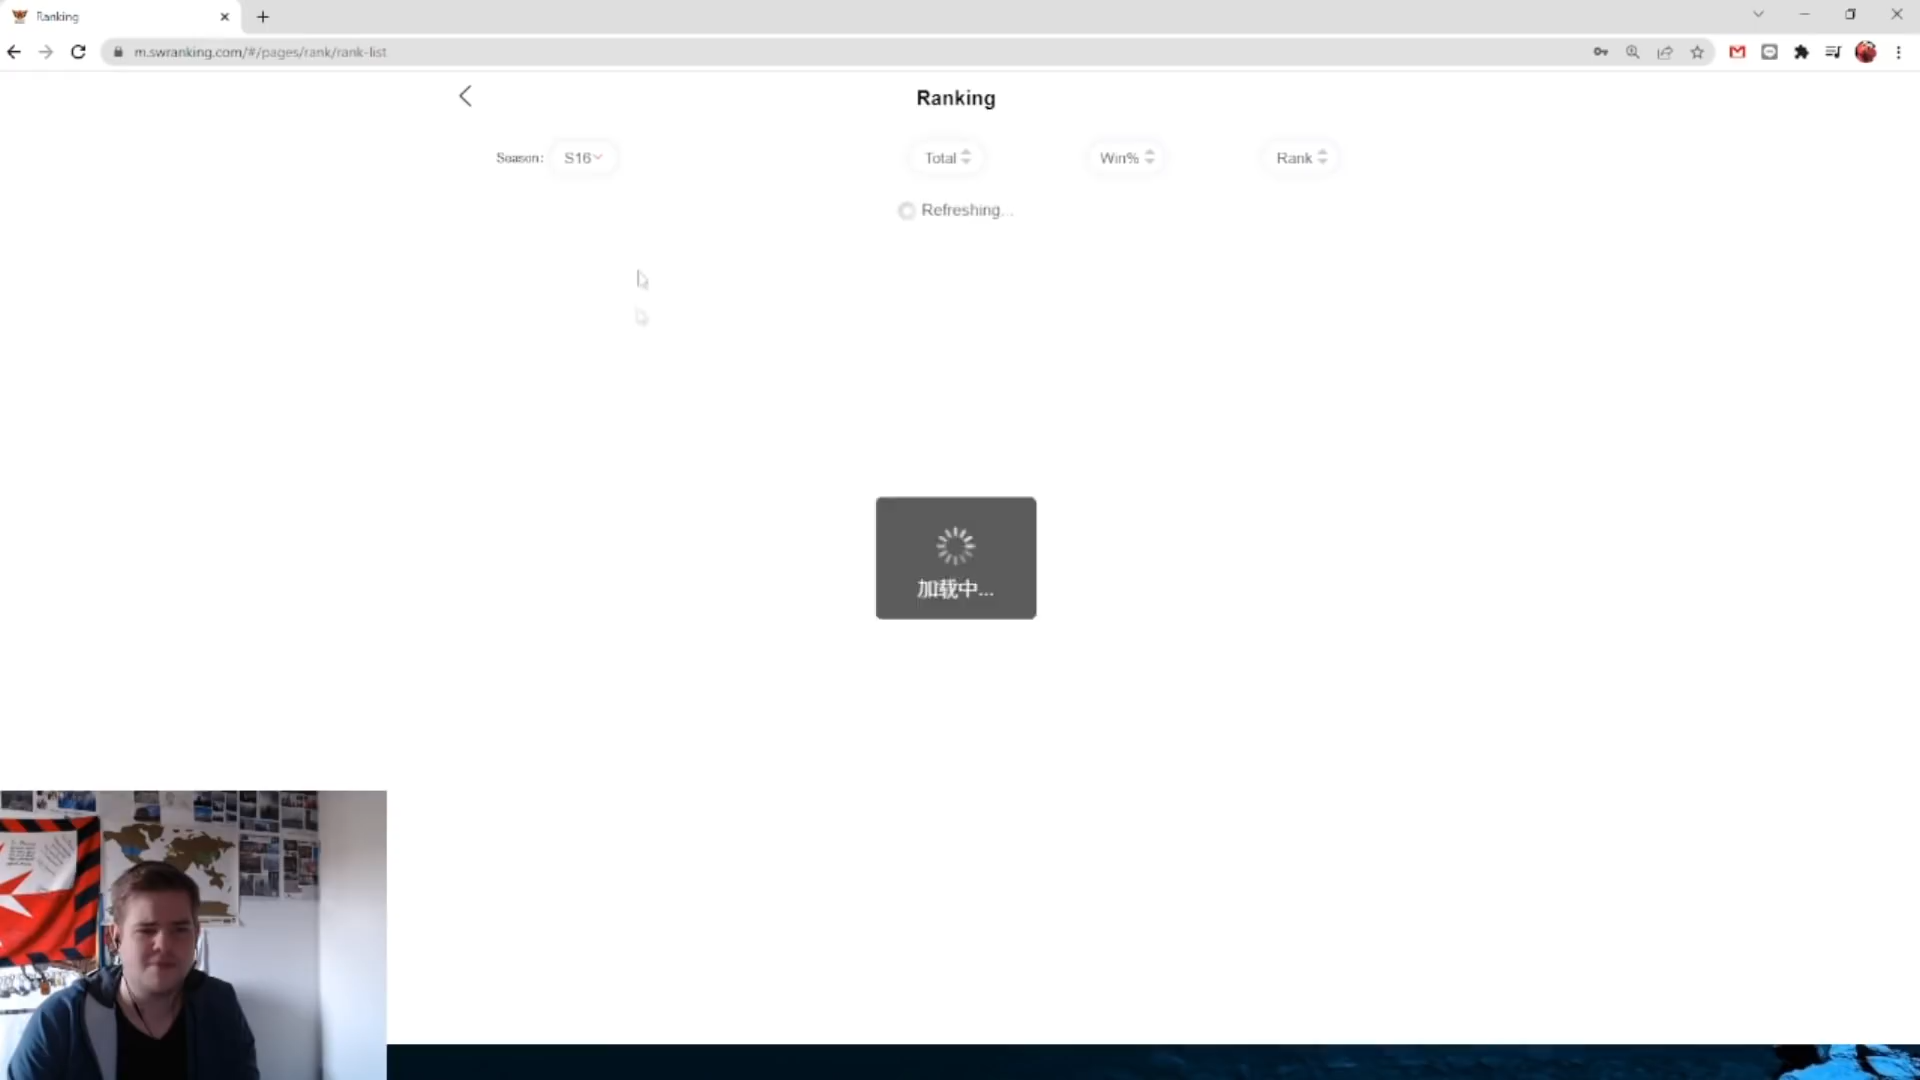 Ranking
m.swranking.com/#/pages/rank/rank-list
Ranking
Season: S16
Total
Win%
Rank
Refreshing...
加载中...